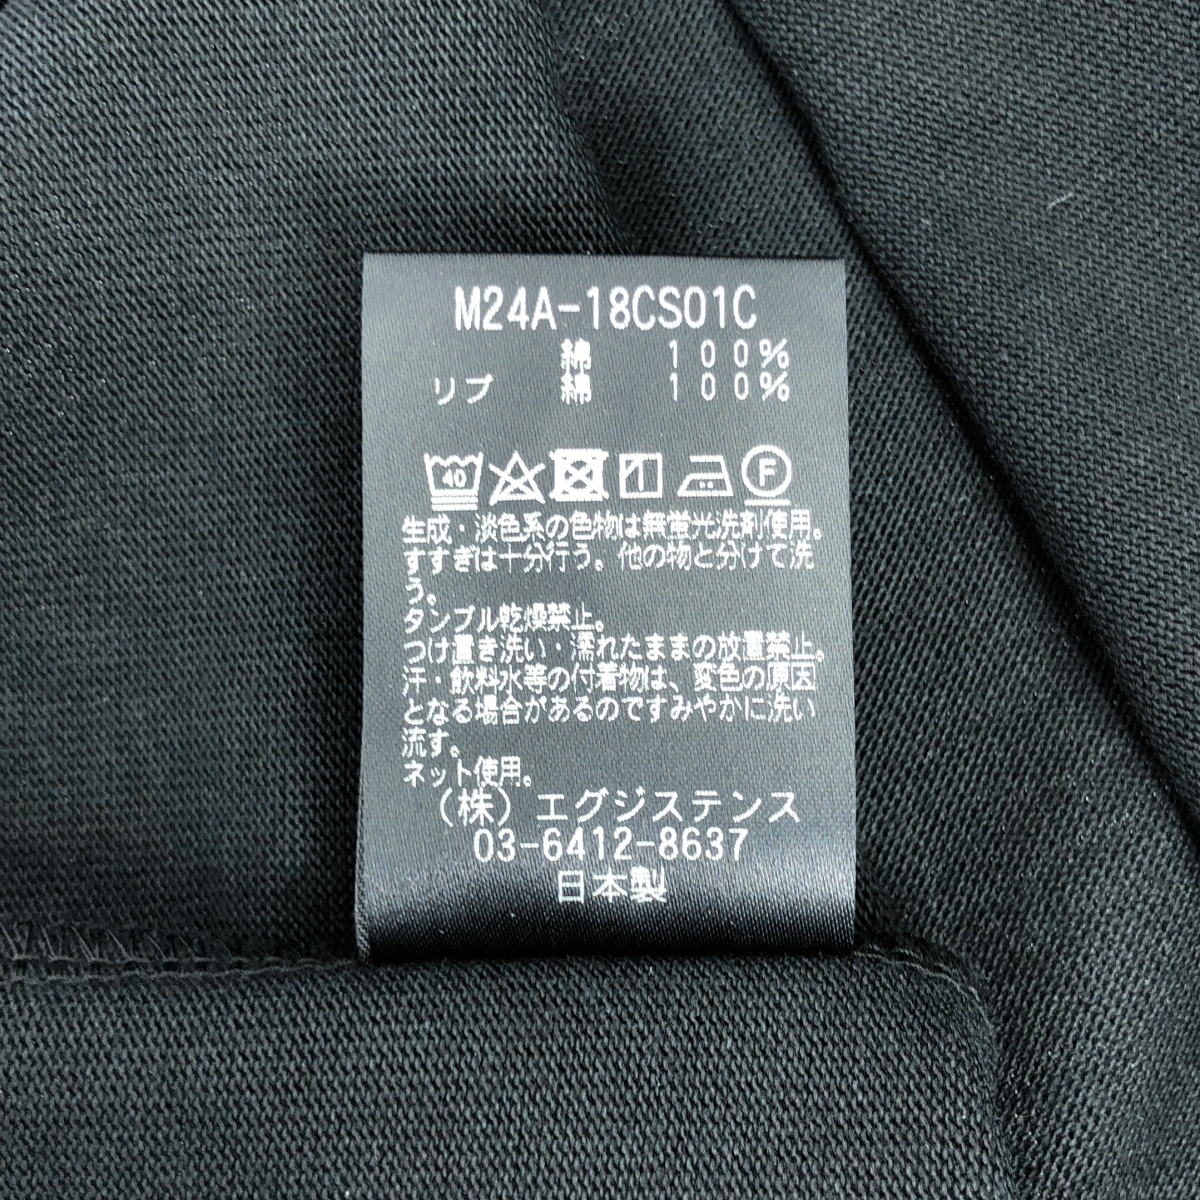 M24A-18CS01C
綿 100%
リブ 綿 100%
40 F
生成・淡色系の色物は無蛍光洗剤使用。
すすぎは十分行う。他の物と分けて洗
う。
タンブル乾燥禁止。
つけ置き洗い・濡れたままの放置禁止。
汗・飲料水等の付着物は、変色の原因
となる場合があるのですみやかに洗い
流す。
ネット使用。
(株)エグジステンス
03-6412-8637
日本製